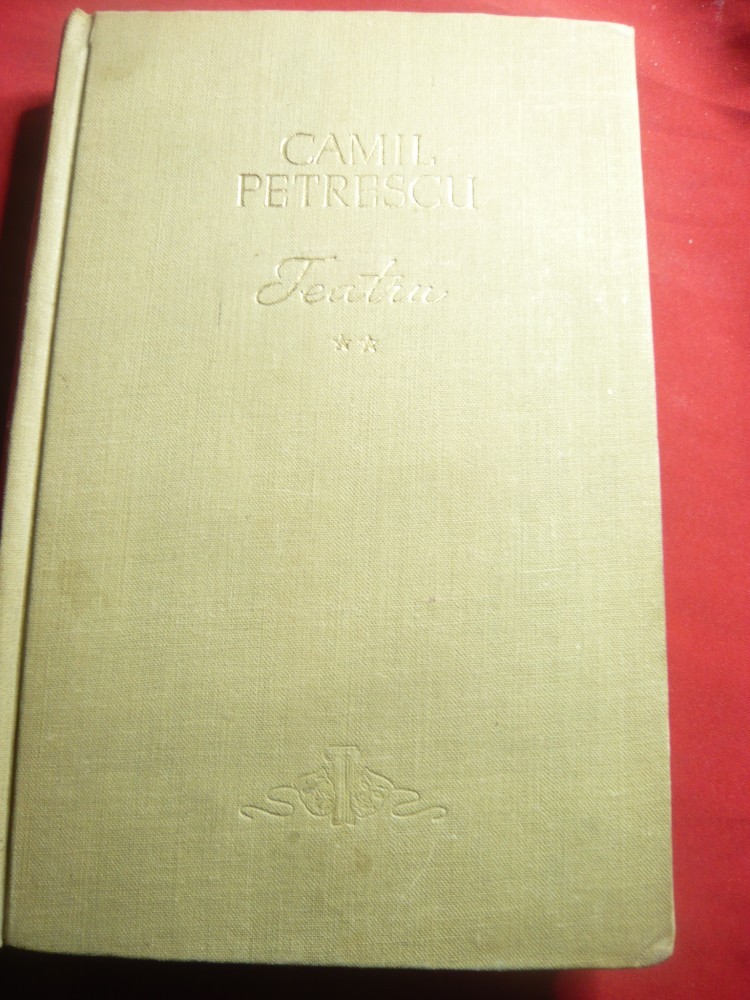 CAMIL
PETRESCU
Teatru
**